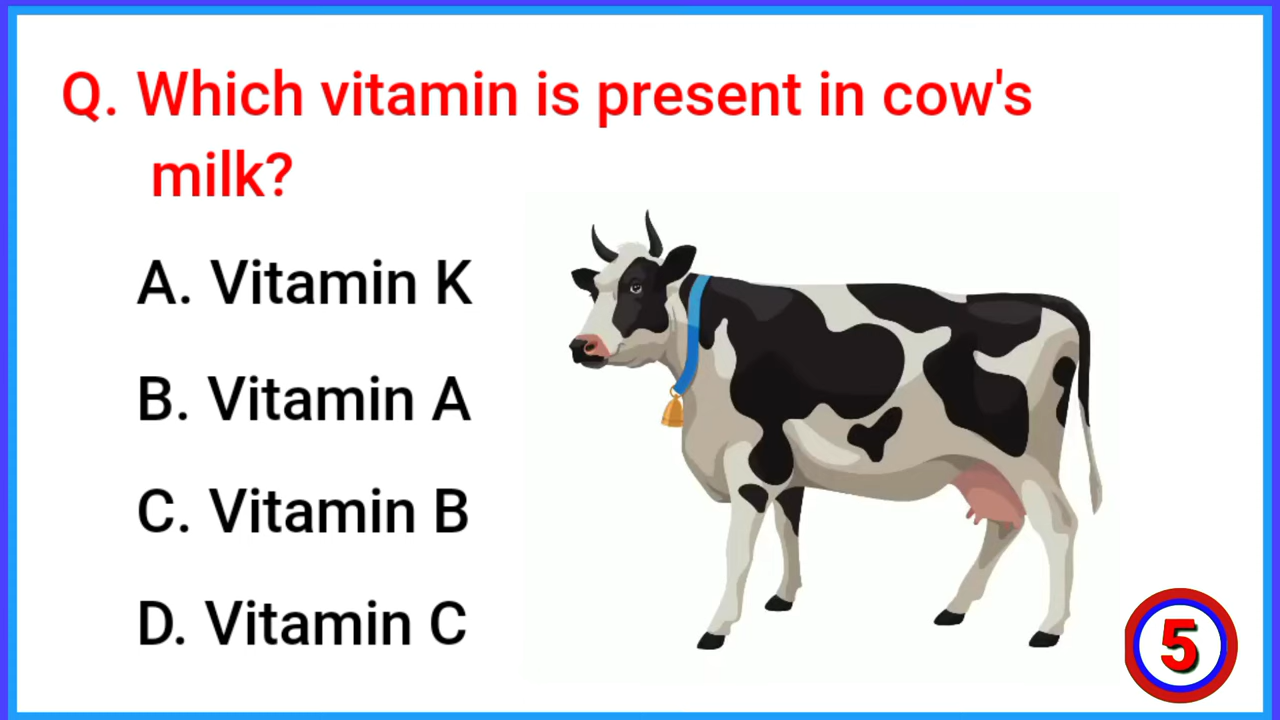 Q. Which vitamin is present in cow's
milk?
A. Vitamin K
B. Vitamin A
C. Vitamin B
D. Vitamin C
5